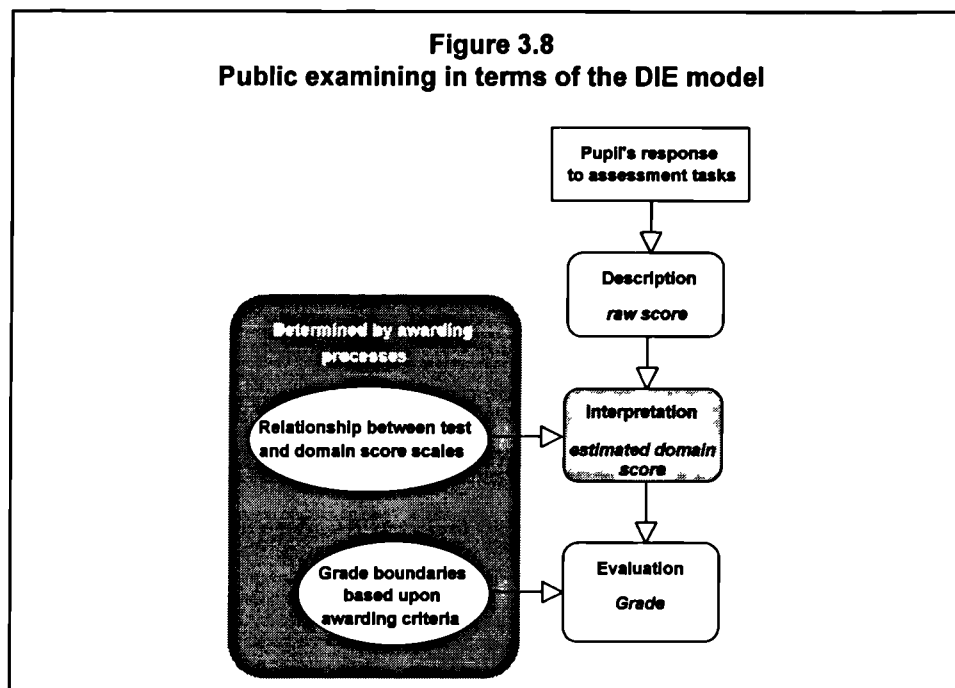 Figure 3.8
Public examining in terms of the DIE model
Pupil's response
to assessment tasks
Description
raw score
Determined by awarding
processes
Relationship between test
and domain score scales
Interpretation
estimated domain
score
Grade boundaries
based upon
awarding criteria
Evaluation
Grade